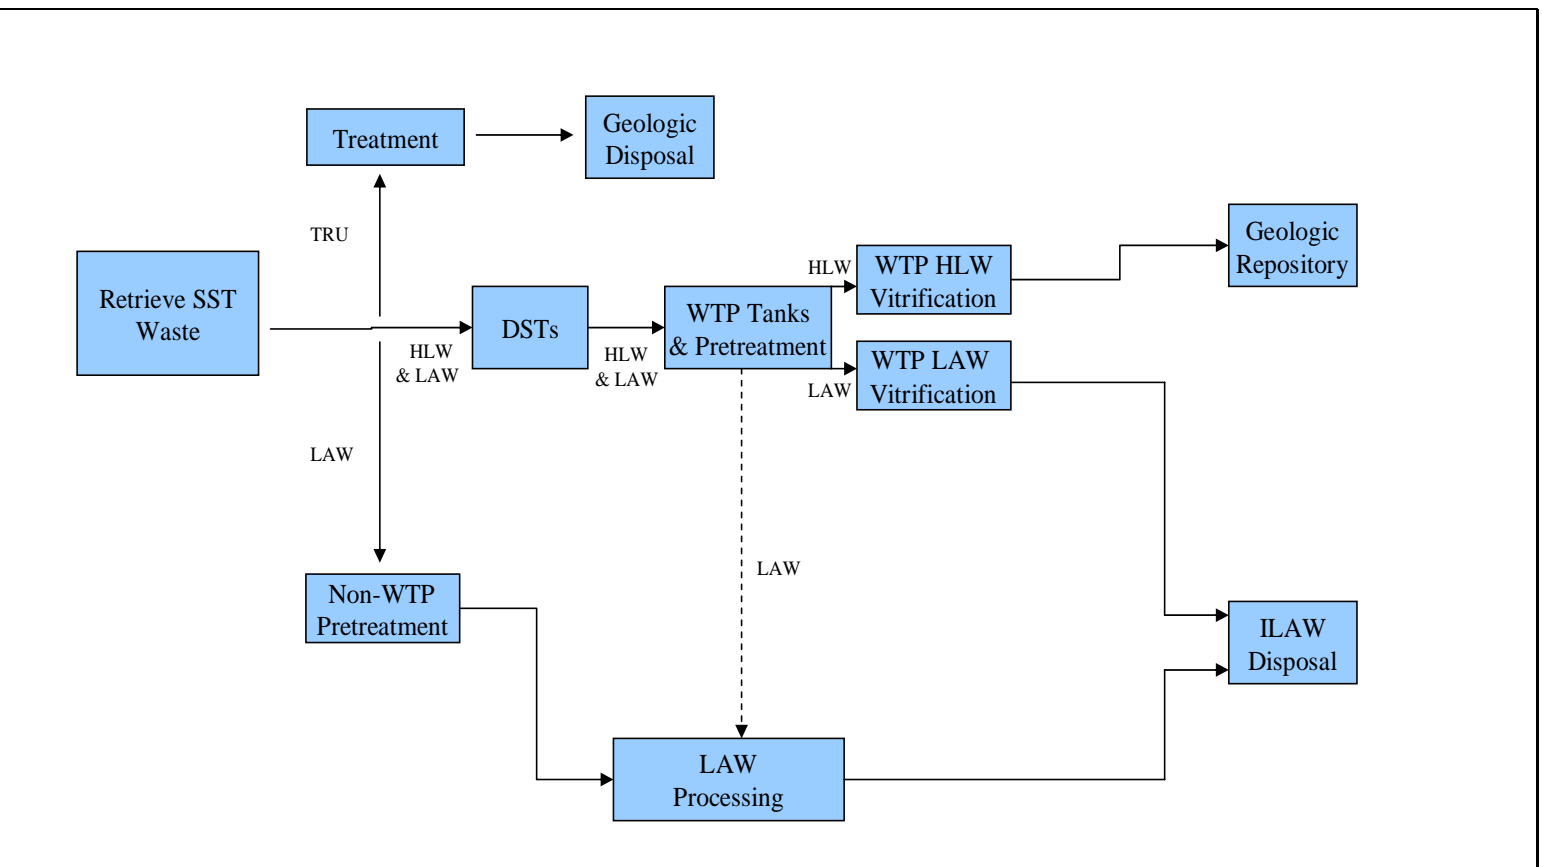 Geologic
Disposal
Treatment
TRU
Geologic
Repository
Retrieve SST
Waste
HLW
WTP HLW
Vitrification
DSTs
WTP Tanks
& Pretreatment
HLW
& LAW
HLW
& LAW
WTP LAW
Vitrification
LAW
LAW
LAW
Non-WTP
Pretreatment
ILAW
Disposal
LAW
Processing